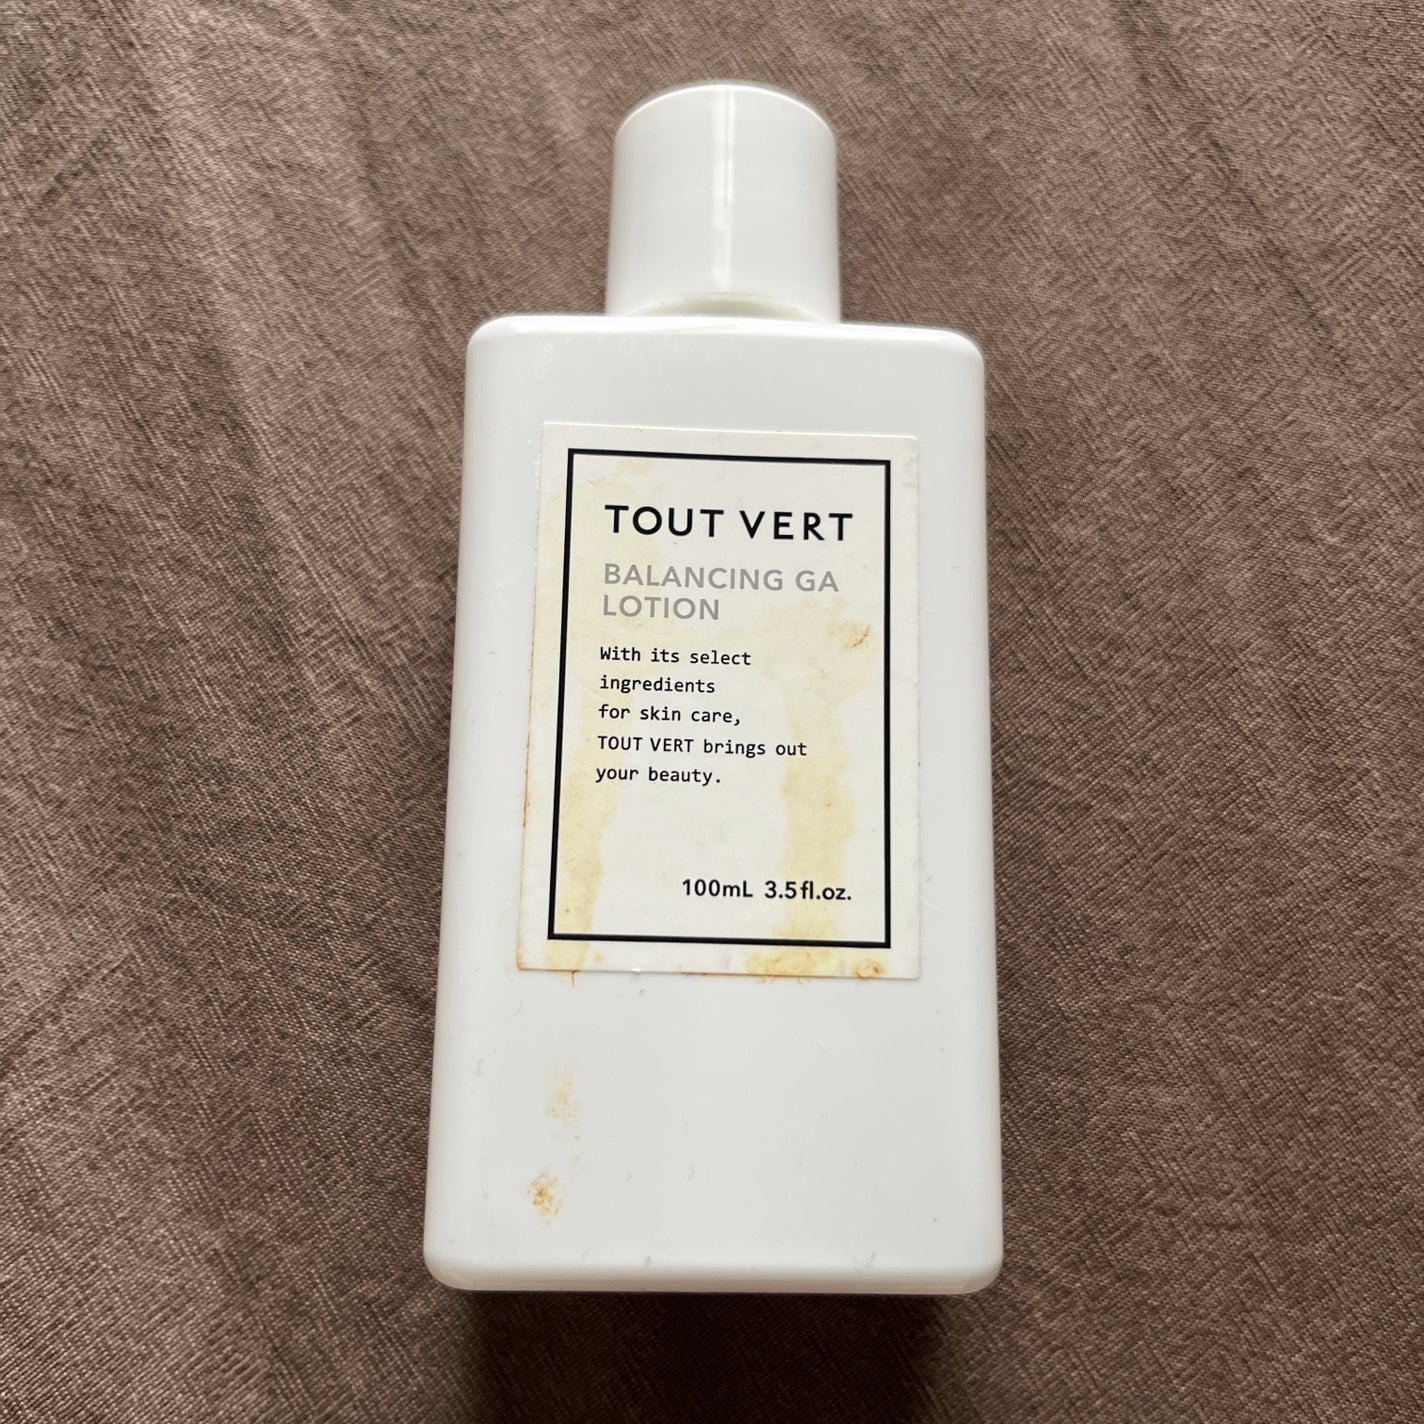 TOUT VERT
BALANCING GA
LOTION
With its select
ingredients
for skin care,
TOUT VERT brings out
your beauty.
100mL 3.5fl.oz.